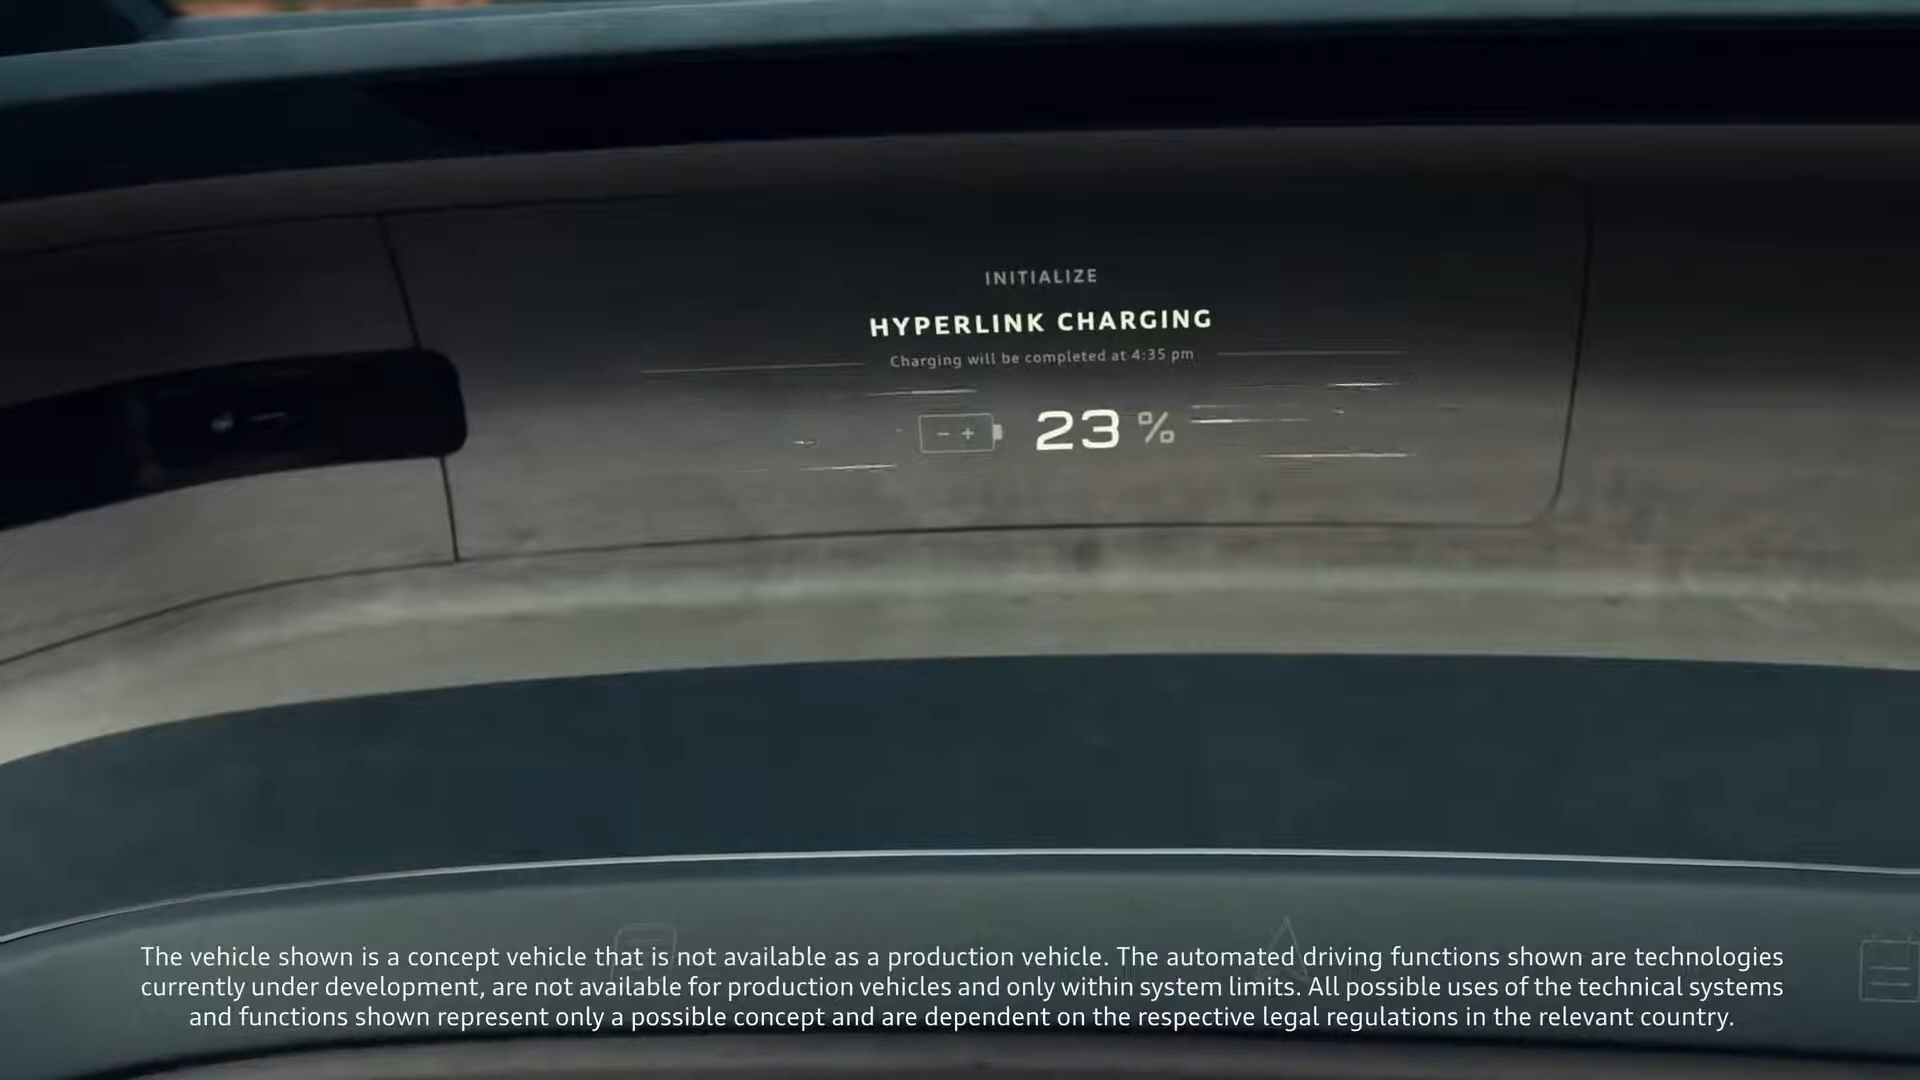 INITIALIZE
HYPERLINK CHARGING
Charging will be completed at 4:35 pm
23 %
The vehicle shown is a concept vehicle that is not available as a production vehicle. The automated driving functions shown are technologies
currently under development, are not available for production vehicles and only within system limits. All possible uses of the technical systems
and functions shown represent only a possible concept and are dependent on the respective legal regulations in the relevant country.